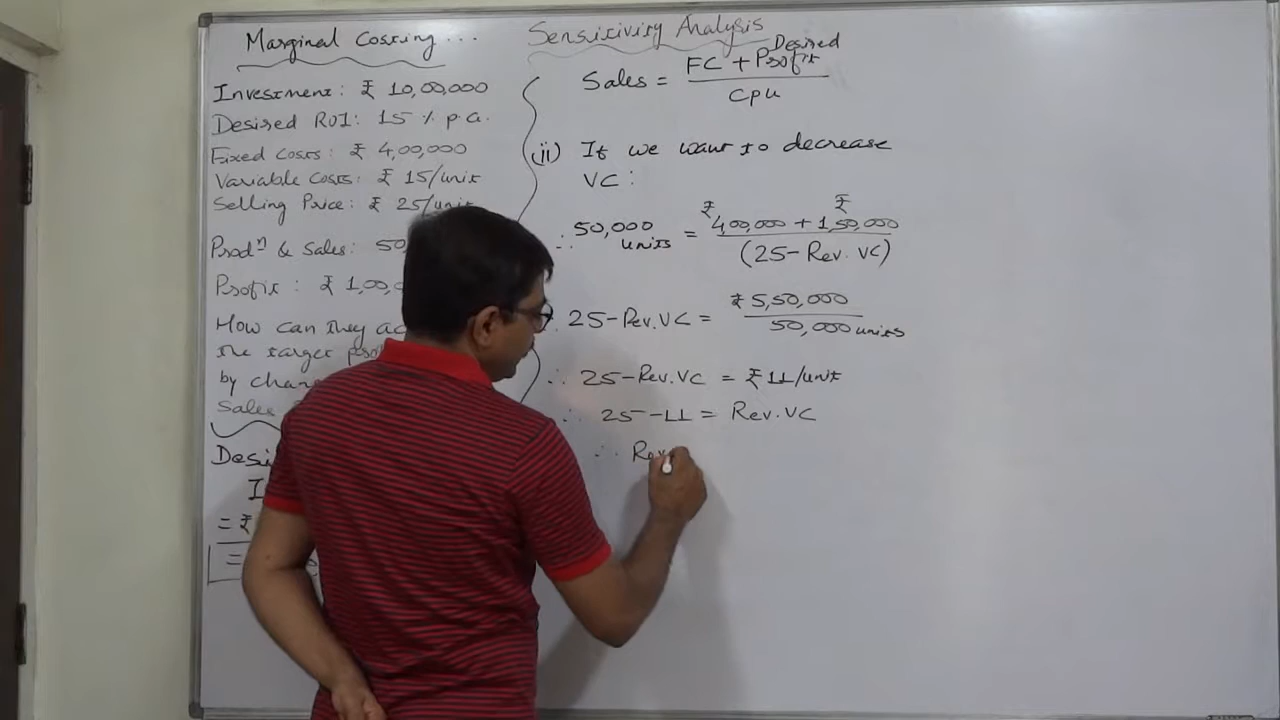 Marginal Costing...
Investment: ₹ 10,00,000
Desired ROI: 15 % p.a.
Fixed Costs: ₹ 4,00,000
Variable Costs: ₹ 15/unit
Selling Price: ₹ 25/unit
Prodⁿ & Sales: 50
Profit: ₹ 1,00,0
How can they ac
the target
by chan
Sales
Desi
I
= ₹
=
Sensitivity Analysis
Sales = FC + Desired Profit
Cpu
(ii) If we want to decrease
VC:
∴ 50,000 units = ₹ 4,00,000 + ₹ 1,50,000
(25 - Rev. VC)
25 - Rev. VC = ₹ 5,50,000
50,000 units
∴ 25 - Rev. VC = ₹ 11/unit
∴ 25 - 11 = Rev. VC
∴ Rev